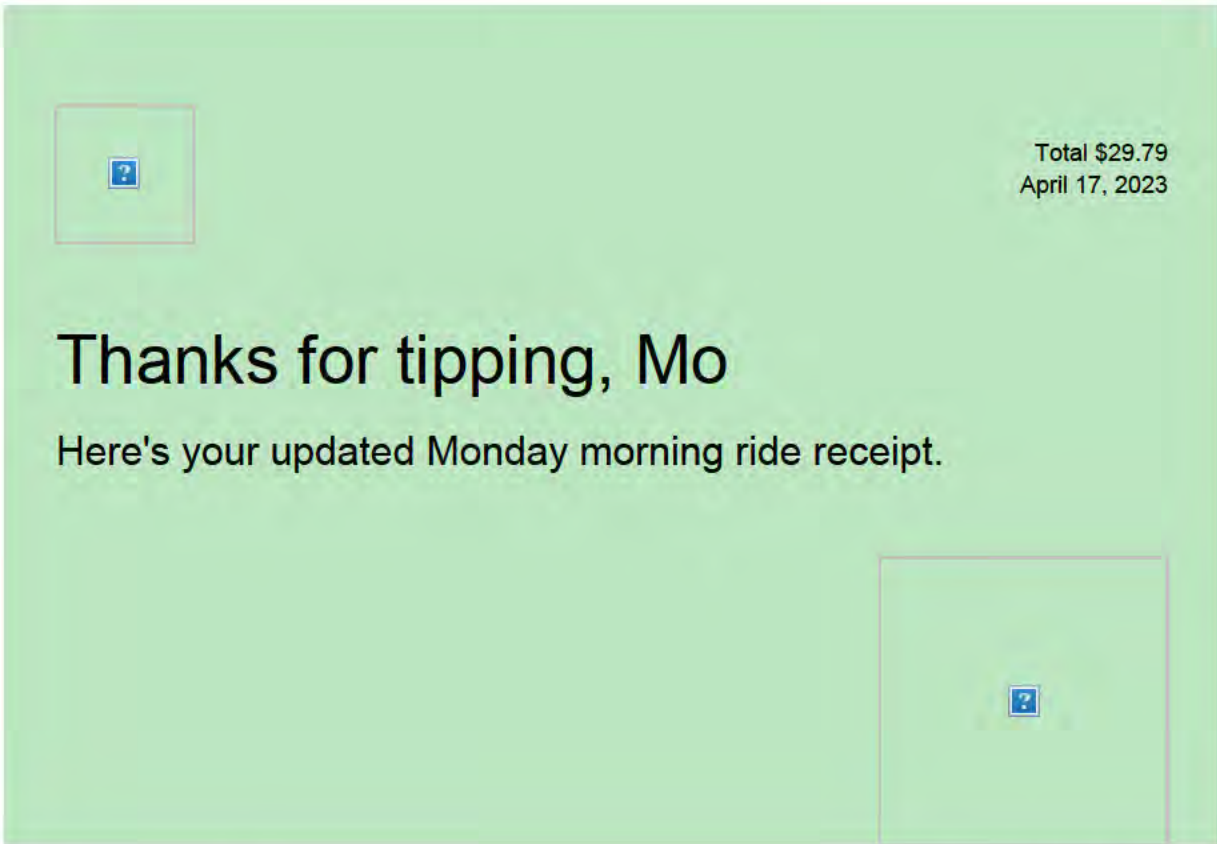 Total $29.79
April 17, 2023
Thanks for tipping, Mo
Here's your updated Monday morning ride receipt.